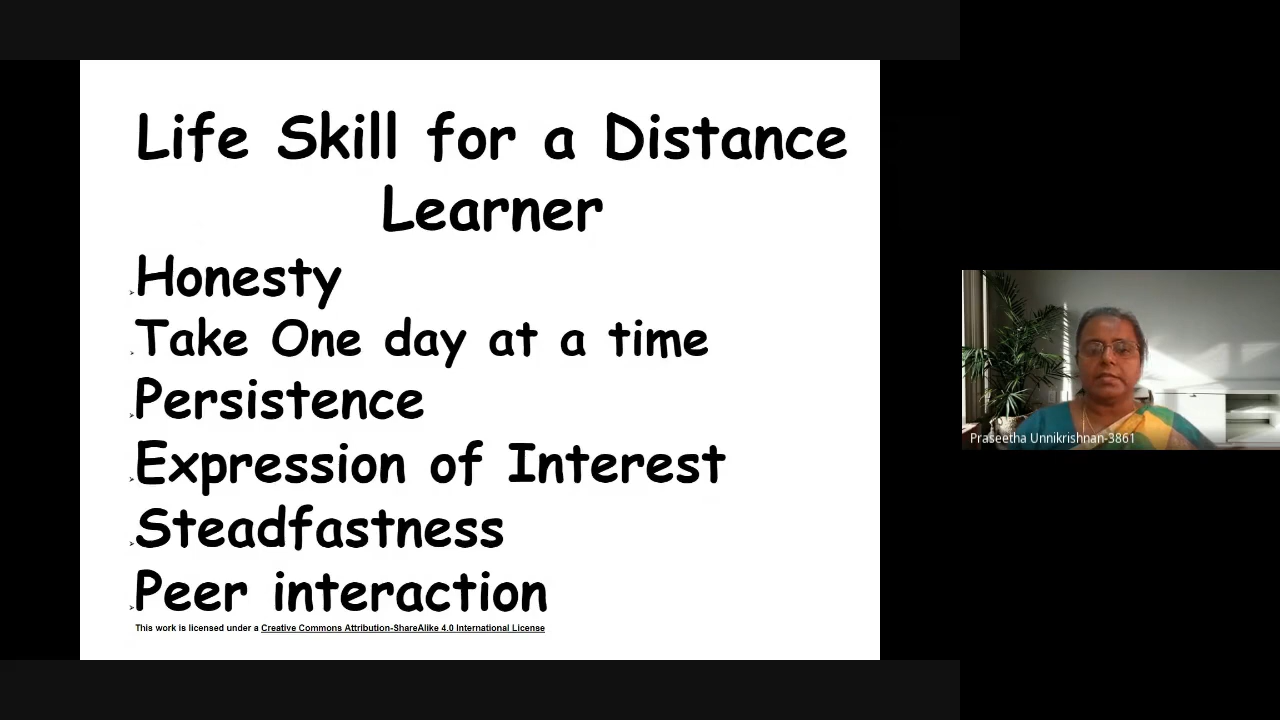 Life Skill for a Distance
Learner
Honesty
Take One day at a time
Persistence
Expression of Interest
Steadfastness
Peer interaction
This work is licensed under a Creative Commons Attribution-ShareAlike 4.0 International License
Praseetha Unnikrishnan-3861